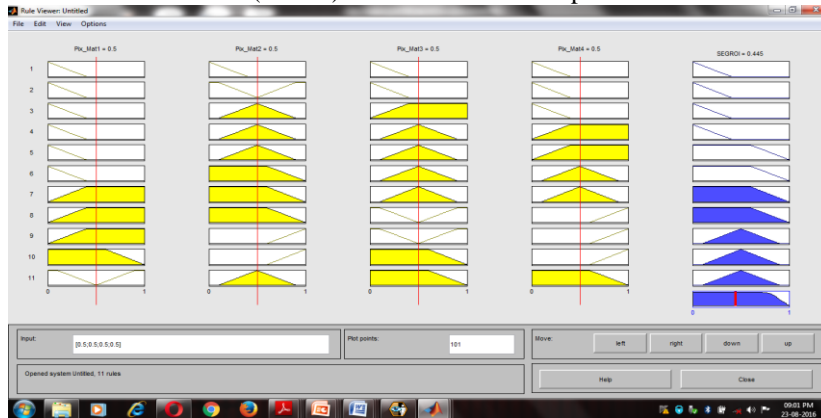 Rule Viewer: Untitled
File Edit View Options
Pix_Mat1 = 0.5 Pix_Mat2 = 0.5 Pix_Mat3 = 0.5 Pix_Mat4 = 0.5 SEGROI = 0.445
1
2
3
4
5
6
7
8
9
10
11
0 1 0 1 0 1 0 1
0 1
Input: [0.5;0.5;0.5;0.5] Plot points: 101 Move: left right down up
Opened system Untitled, 11 rules Help Close
09:01 PM
23-08-2016